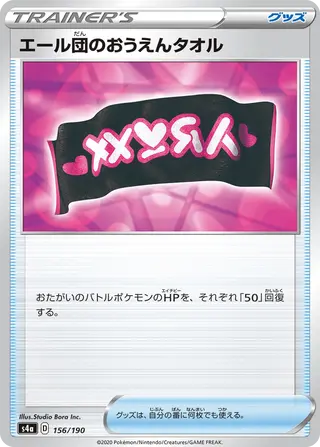 TRAINER'S グッズ
エール団のおうえんタオル
おたがいのバトルポケモンのHPを、それぞれ「50」回復
する。
Illus.Studio Bora Inc.
s4a D 156/190
グッズは、自分の番に何枚でも使える。
©2020 Pokémon/Nintendo/Creatures/GAME FREAK.